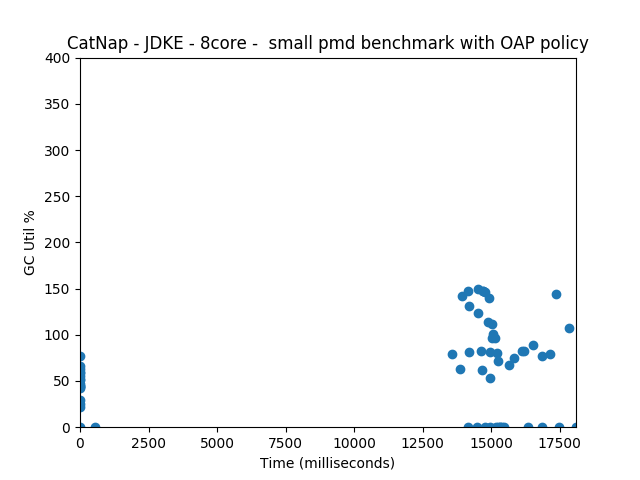 CatNap - JDKE - 8core -  small pmd benchmark with OAP policy
400
350
300
250
200
150
100
50
0
GC Util %
0 2500 5000 7500 10000 12500 15000 17500
Time (milliseconds)